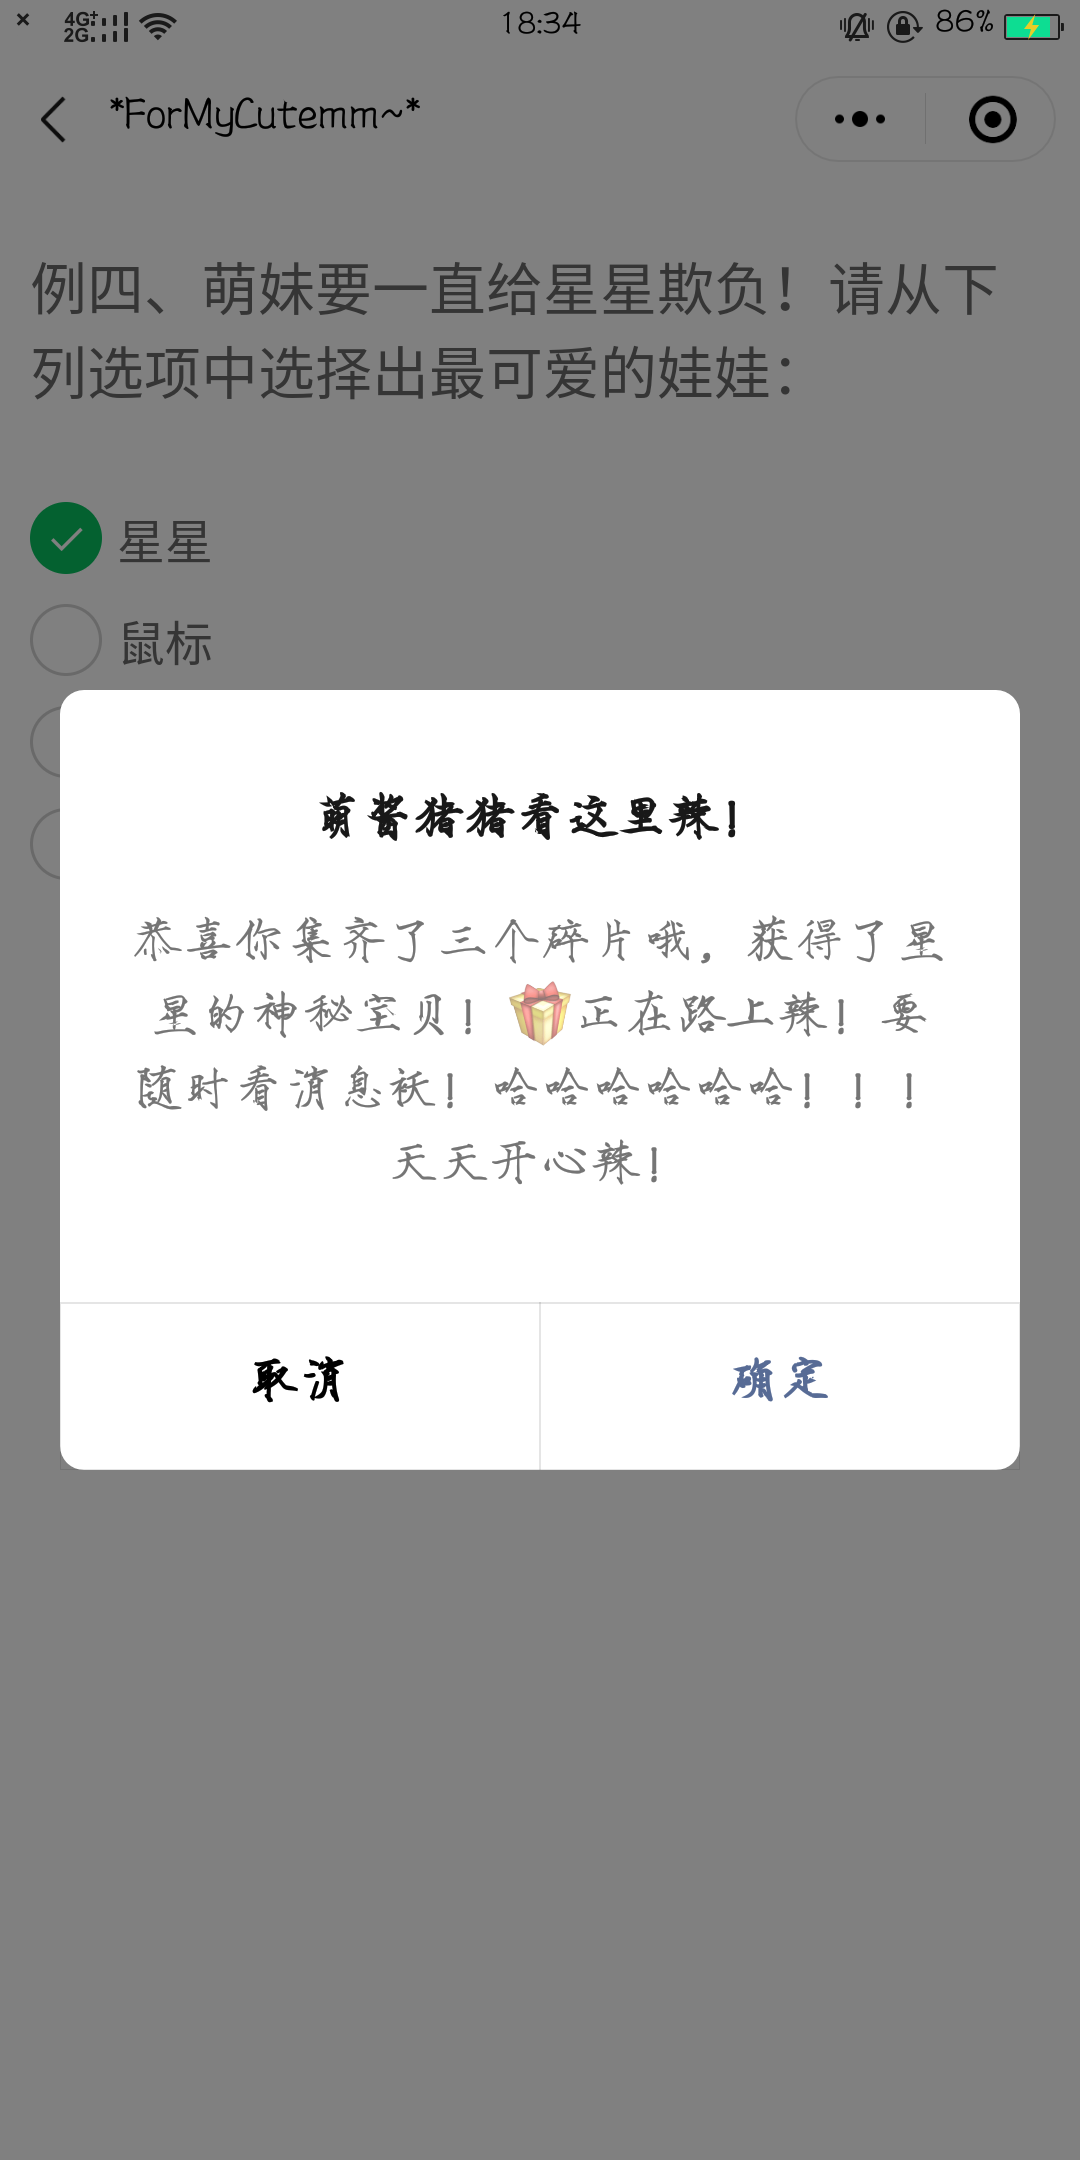 4G+
2G
18:34
86%
*ForMyCutemm~*
例四、萌妹要一直给星星欺负！请从下
列选项中选择出最可爱的娃娃：
星星
鼠标
萌酱猪猪看这里辣！
恭喜你集齐了三个碎片哦，获得了星
星的神秘宝贝！🎁正在路上辣！要
随时看消息袄！哈哈哈哈哈哈！！！
天天开心辣！
取消
确定